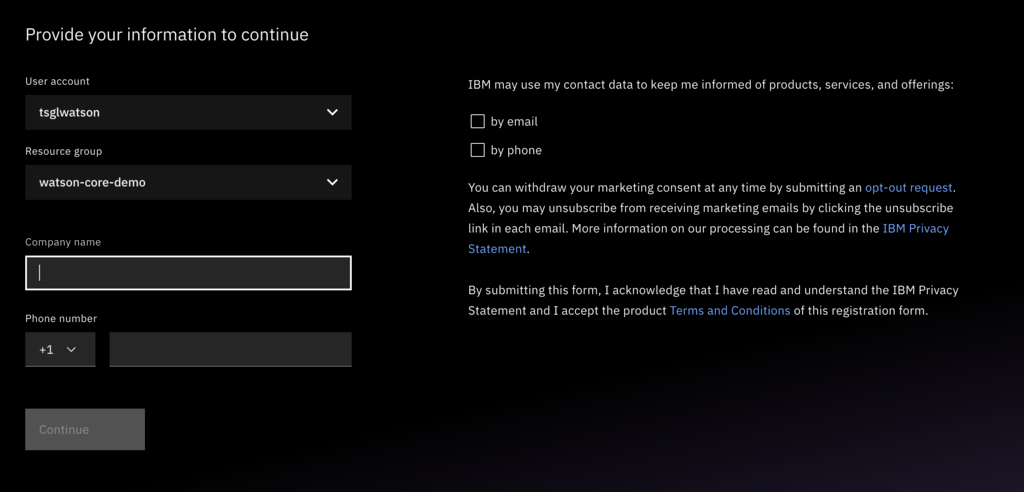 Provide your information to continue
User account
tsglwatson
Resource group
watson-core-demo
Company name
Phone number
+1
Continue
IBM may use my contact data to keep me informed of products, services, and offerings:
by email
by phone
You can withdraw your marketing consent at any time by submitting an opt-out request.
Also, you may unsubscribe from receiving marketing emails by clicking the unsubscribe
link in each email. More information on our processing can be found in the IBM Privacy
Statement.
By submitting this form, I acknowledge that I have read and understand the IBM Privacy
Statement and I accept the product Terms and Conditions of this registration form.